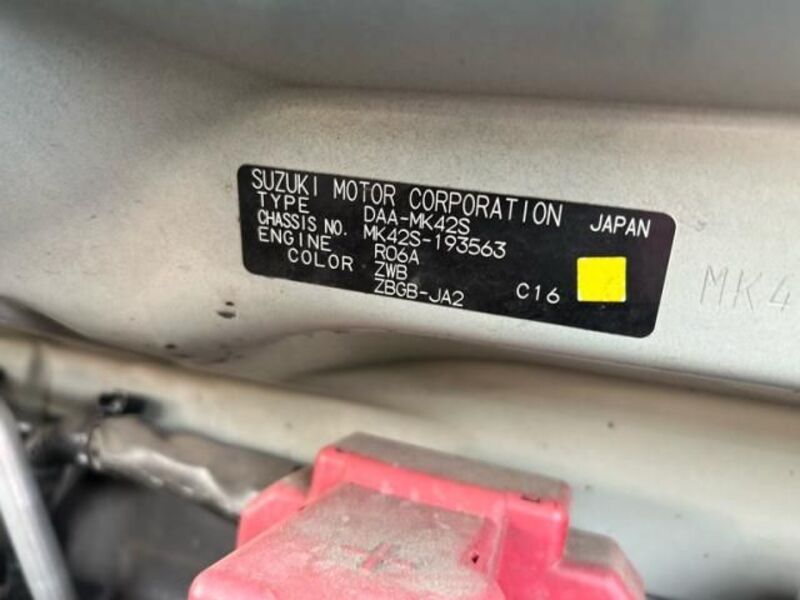 SUZUKI MOTOR CORPORATION JAPAN
TYPE DAA-MK42S
CHASSIS NO. MK42S-193563
ENGINE R06A
COLOR ZWB
ZBGB-JA2 C16
MK4
+